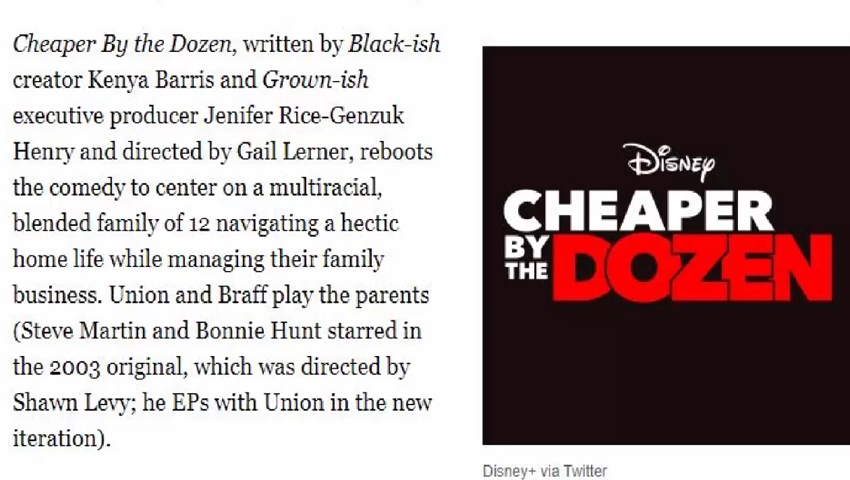 Cheaper By the Dozen, written by Black-ish
creator Kenya Barris and Grown-ish
executive producer Jenifer Rice-Genzuk
Henry and directed by Gail Lerner, reboots
the comedy to center on a multiracial,
blended family of 12 navigating a hectic
home life while managing their family
business. Union and Braff play the parents
(Steve Martin and Bonnie Hunt starred in
the 2003 original, which was directed by
Shawn Levy; he EPs with Union in the new
iteration).
Disney
CHEAPER
BY THE DOZEN
Disney+ via Twitter